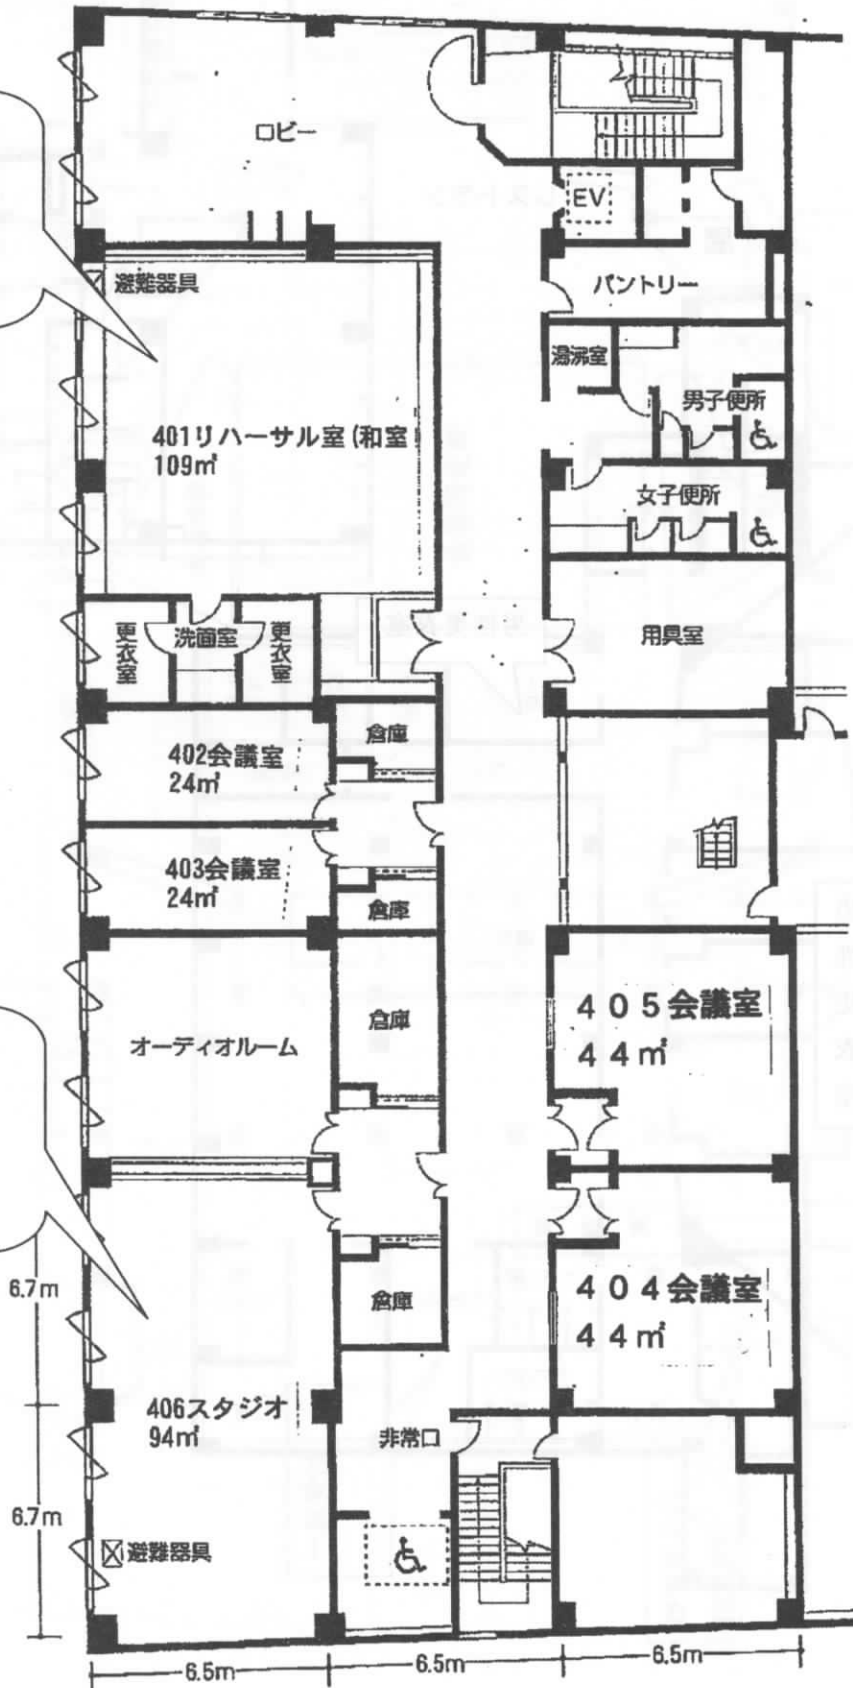 ロビー
EV
避難器具
パントリー
湯沸室
男子便所
401リハーサル室(和室
109㎡
女子便所
更衣室
洗面室
更衣室
用具室
倉庫
402会議室
24㎡
403会議室
24㎡
倉庫
倉庫
405会議室
44㎡
オーディオルーム
倉庫
404会議室
44㎡
6.7m
406スタジオ
94㎡
非常口
6.7m
避難器具
6.5m
6.5m
6.5m